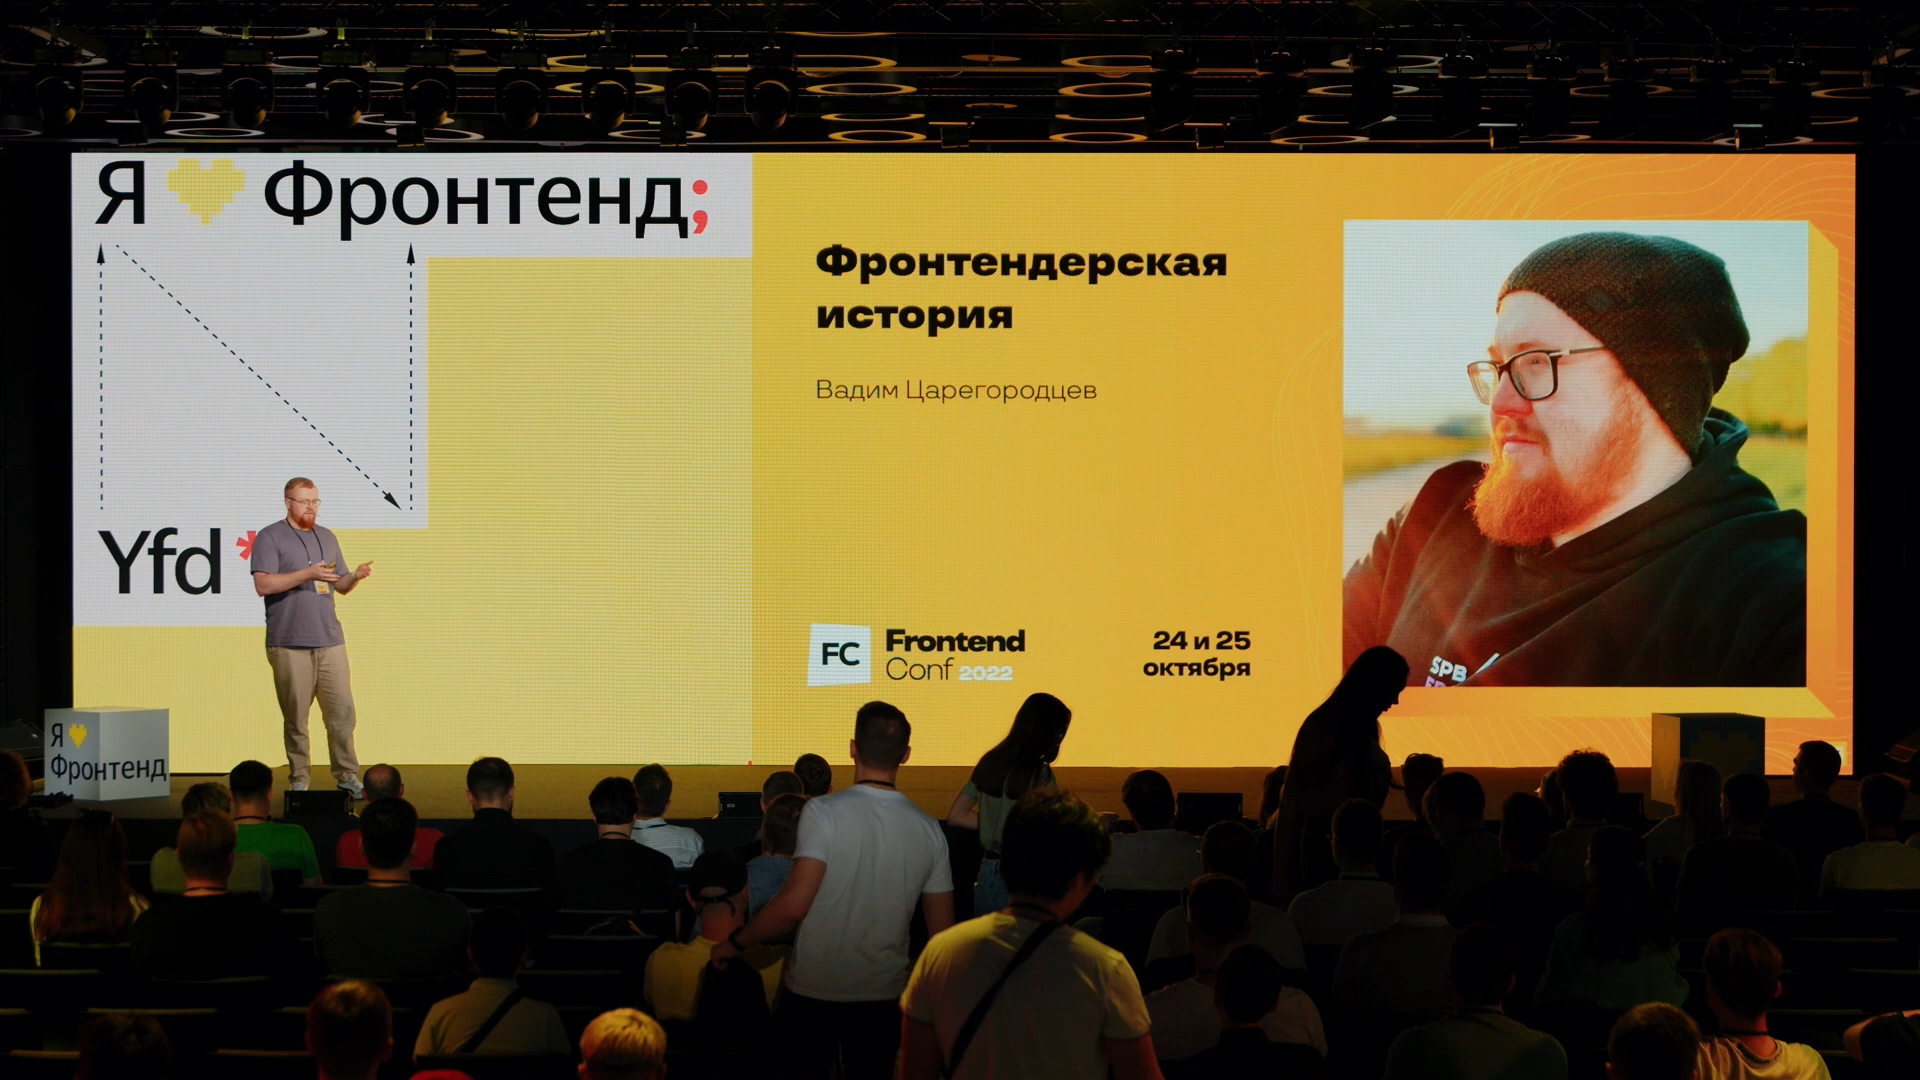 Я Фронтенд;
Yfd *
Фронтендерская
история
Вадим Царегородцев
FC
Frontend
Conf 2022
24 и 25
октября
SPB
Я
Фронтенд